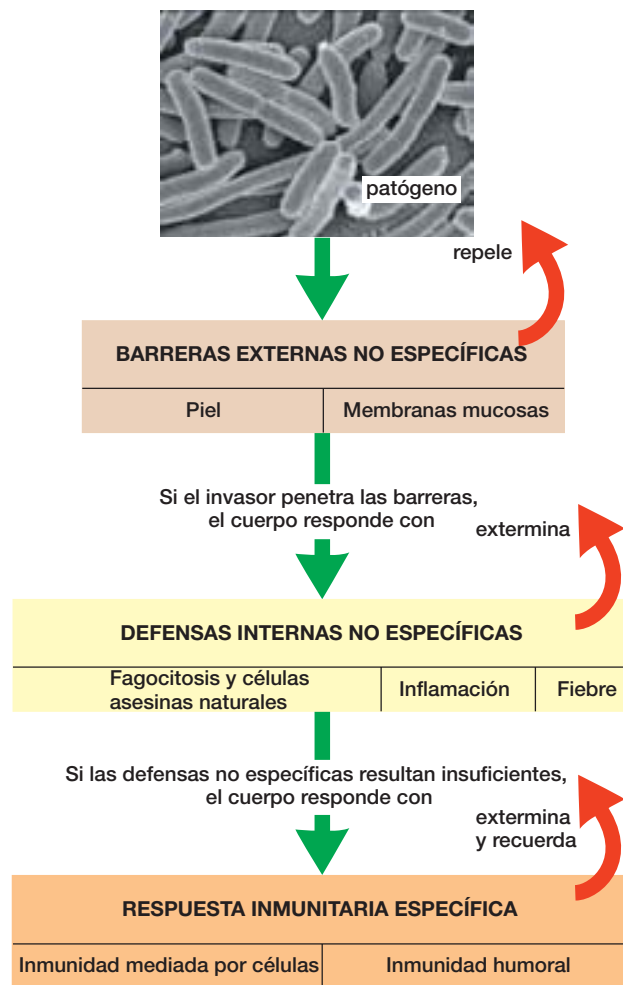 patógeno
repele
BARRERAS EXTERNAS NO ESPECÍFICAS
Piel
Membranas mucosas
Si el invasor penetra las barreras,
el cuerpo responde con
extermina
DEFENSAS INTERNAS NO ESPECÍFICAS
Fagocitosis y células
asesinas naturales
Inflamación
Fiebre
Si las defensas no específicas resultan insuficientes,
el cuerpo responde con
extermina
y recuerda
RESPUESTA INMUNITARIA ESPECÍFICA
Inmunidad mediada por células
Inmunidad humoral